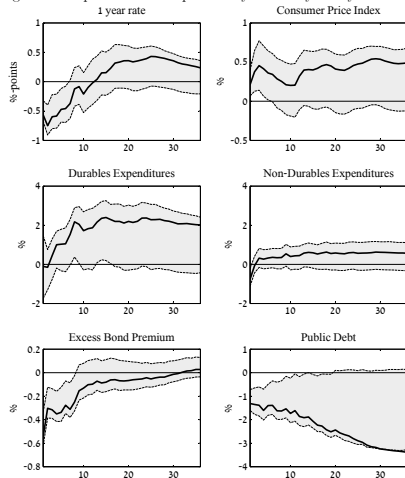 1 year rate
Consumer Price Index
%-points
1
0.5
0
-0.5
-1
10 20 30
%
1
0.5
0
0.5
10 20 30
Durables Expenditures
Non-Durables Expenditures
%
4
2
0
-2
10 20 30
%
4
2
0
-2
10 20 30
Excess Bond Premium
Public Debt
%
0.2
0
-0.2
-0.4
-0.6
-0.8
10 20 30
%
1
0
-1
-2
-3
-4
10 20 30